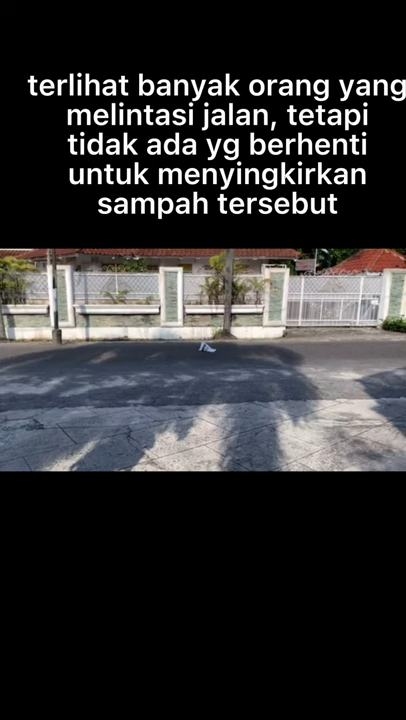 terlihat banyak orang yang
melintasi jalan, tetapi
tidak ada yg berhenti
untuk menyingkirkan
sampah tersebut